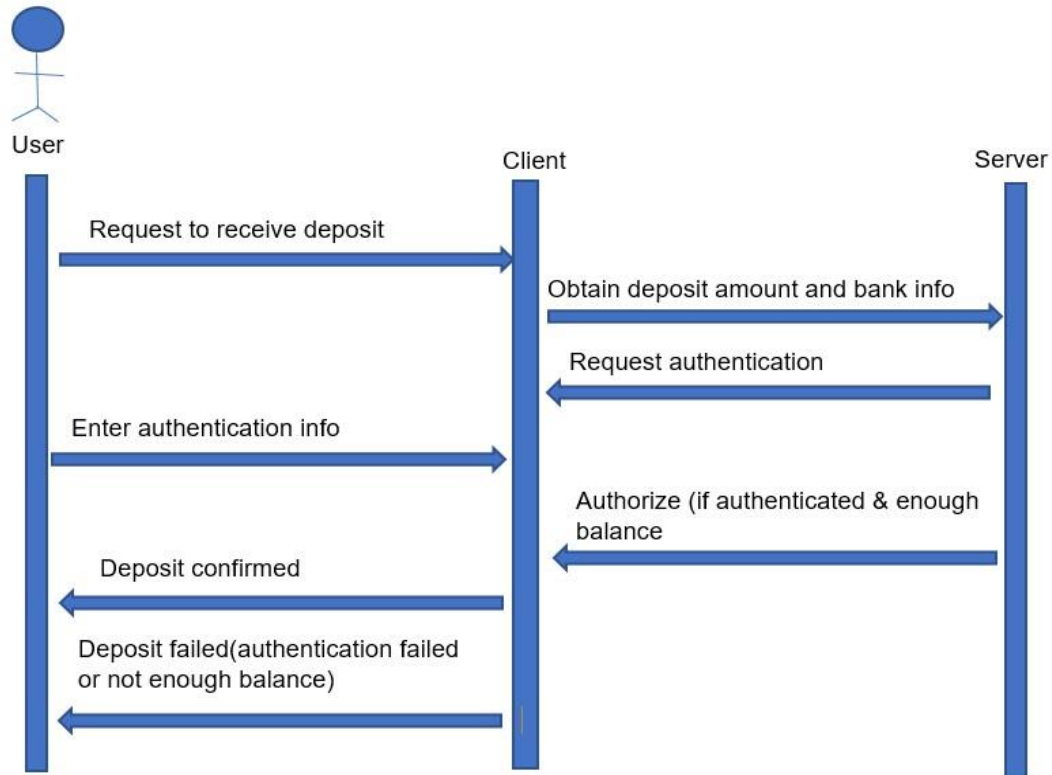 User
Client
Server
Request to receive deposit
Obtain deposit amount and bank info
Request authentication
Enter authentication info
Authorize (if authenticated & enough
balance
Deposit confirmed
Deposit failed(authentication failed
or not enough balance)